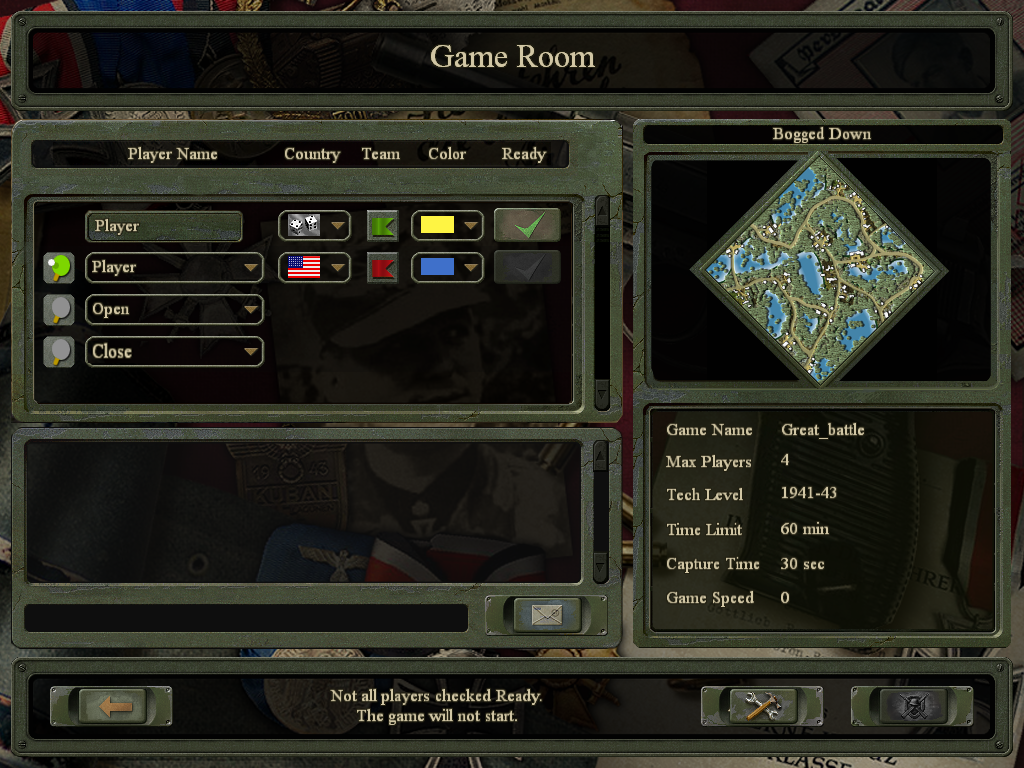 Game Room
Player Name Country Team Color Ready
Player
Player
Open
Close
Bogged Down
Game Name Great_battle
Max Players 4
Tech Level 1941-43
Time Limit 60 min
Capture Time 30 sec
Game Speed 0
KUBAN
Not all players checked Ready.
The game will not start.